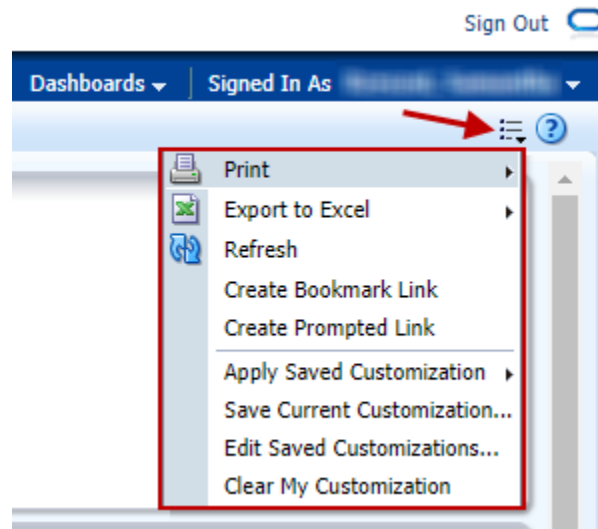 Sign Out
Dashboards Signed In As
Print
Export to Excel
Refresh
Create Bookmark Link
Create Prompted Link
Apply Saved Customization
Save Current Customization...
Edit Saved Customizations...
Clear My Customization